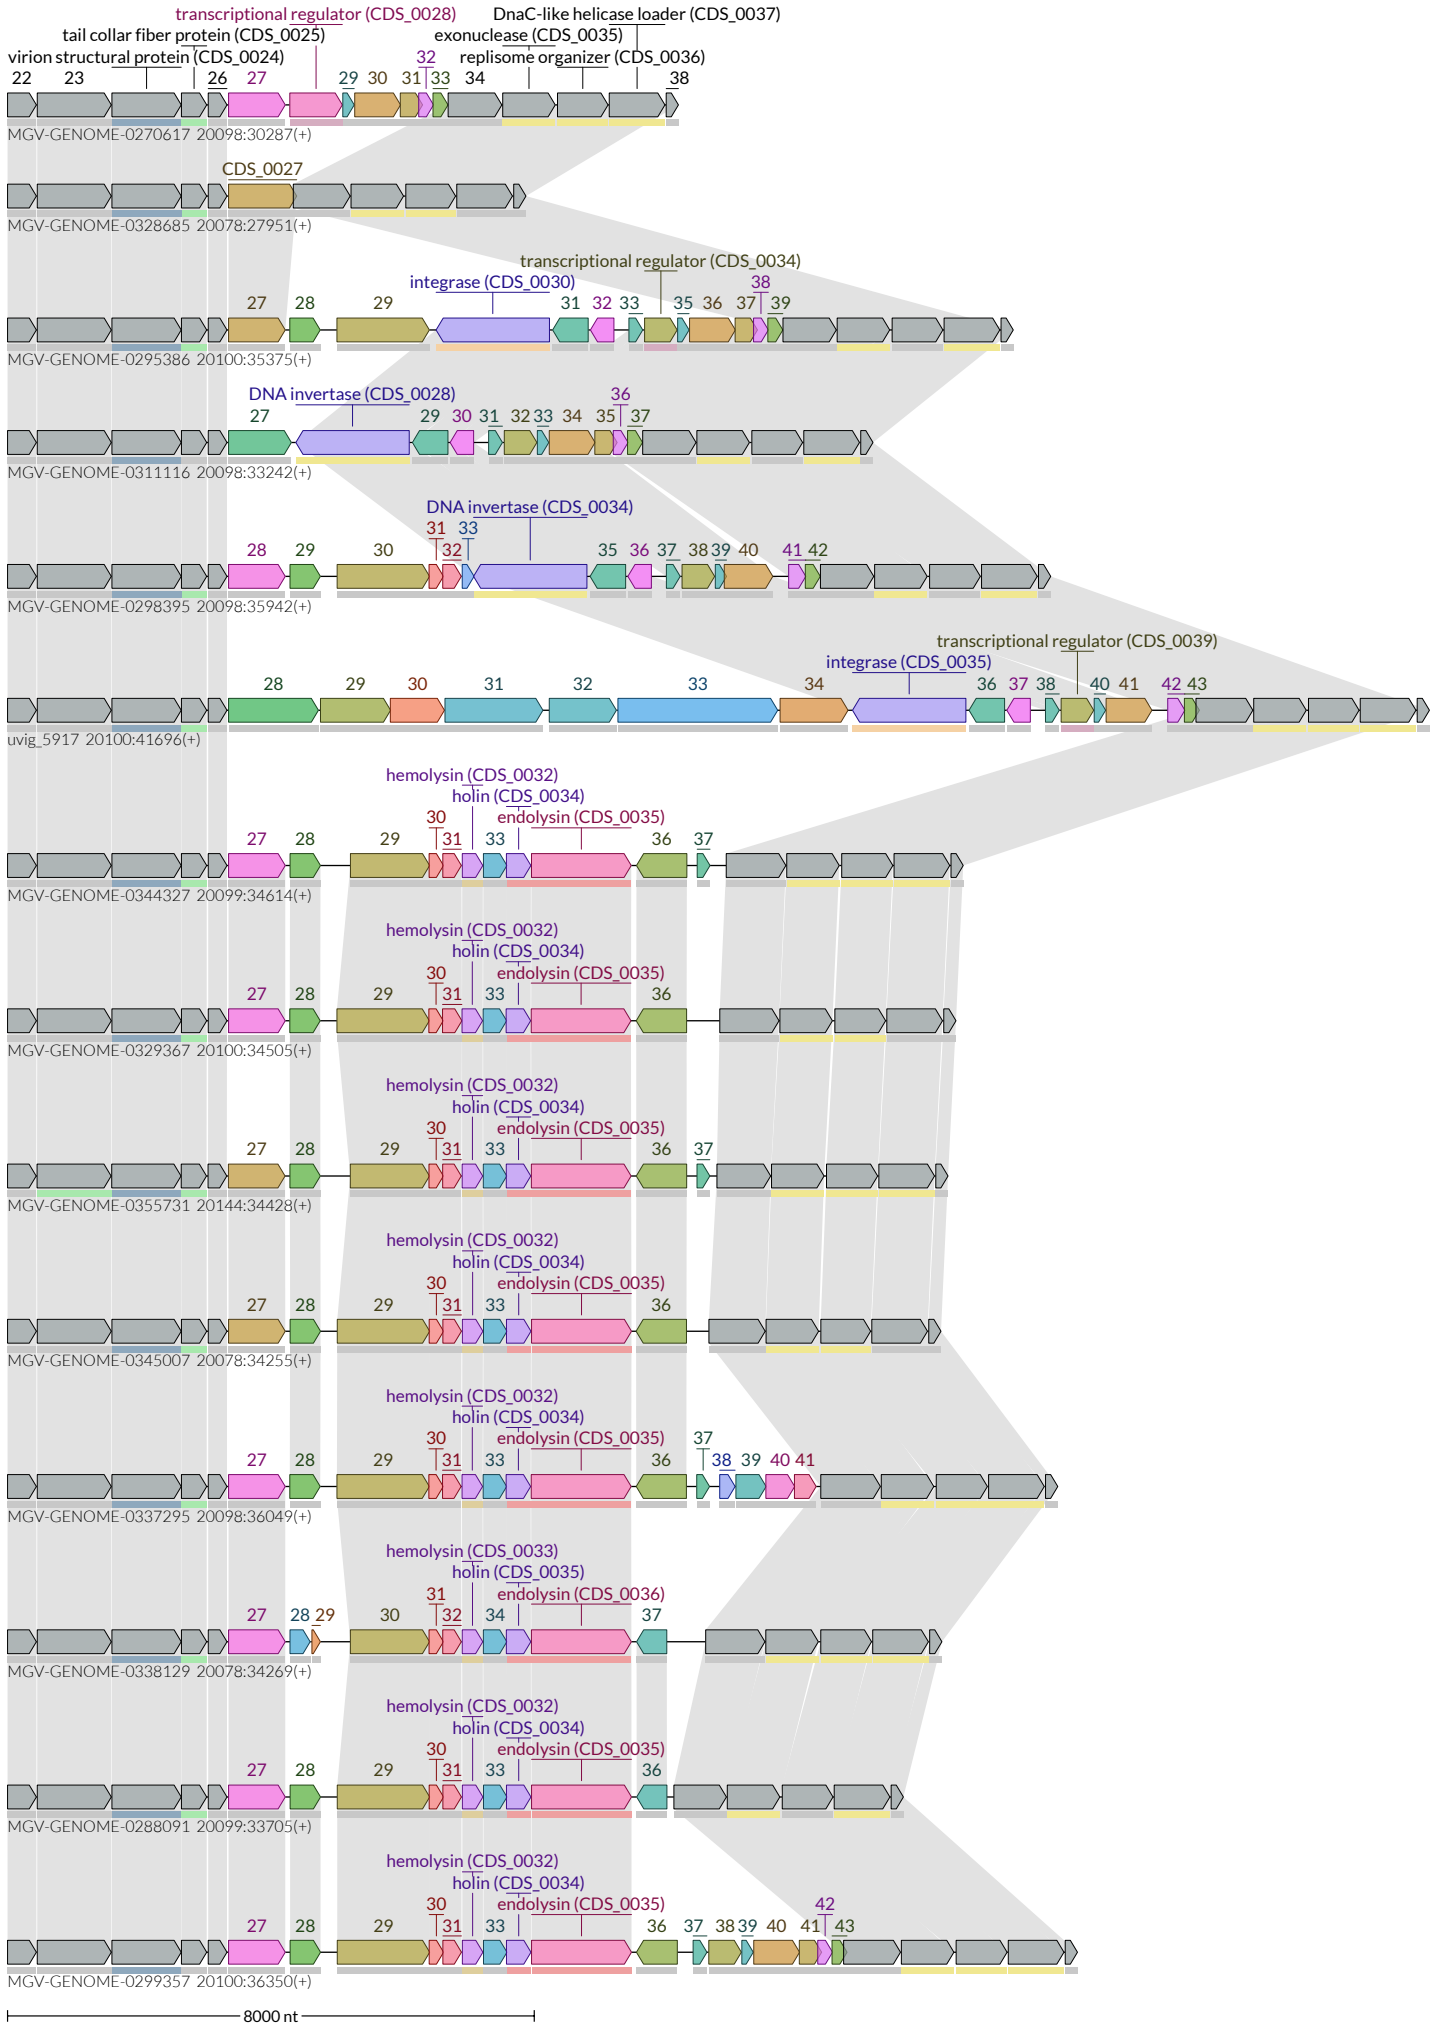 transcriptional regulator (CDS_0028) DnaC-like helicase loader (CDS_0037)
tail collar fiber protein (CDS_0025) exonuclease (CDS_0035)
virion structural protein (CDS_0024) replisome organizer (CDS_0036)
22 23 26 27 29 30 31 32 33 34 38
MGV-GENOME-0270617 20098:30287(+)
CDS_0027
MGV-GENOME-0328685 20078:27951(+)
transcriptional regulator (CDS_0034)
integrase (CDS_0030) 38
27 28 29 31 32 33 35 36 37 39
MGV-GENOME-0295386 20100:35375(+)
DNA invertase (CDS_0028) 36
27 29 30 31 32 33 34 35 37
MGV-GENOME-0311116 20098:33242(+)
DNA invertase (CDS_0034)
31 33
28 29 30 32 35 36 37 38 39 40 41 42
MGV-GENOME-0298395 20098:35942(+)
transcriptional regulator (CDS_0039)
integrase (CDS_0035)
28 29 30 31 32 33 34 36 37 38 40 41 42 43
uvig_5917 20100:41696(+)
hemolysin (CDS_0032)
holin (CDS_0034)
30 endolysin (CDS_0035)
27 28 29 31 33 36 37
MGV-GENOME-0344327 20099:34614(+)
hemolysin (CDS_0032)
holin (CDS_0034)
30 endolysin (CDS_0035)
27 28 29 31 33 36
MGV-GENOME-0329367 20100:34505(+)
hemolysin (CDS_0032)
holin (CDS_0034)
30 endolysin (CDS_0035)
27 28 29 31 33 36 37
MGV-GENOME-0355731 20144:34428(+)
hemolysin (CDS_0032)
holin (CDS_0034)
30 endolysin (CDS_0035)
27 28 29 31 33 36
MGV-GENOME-0345007 20078:34255(+)
hemolysin (CDS_0032)
holin (CDS_0034)
30 endolysin (CDS_0035) 37
27 28 29 31 33 36 38 39 40 41
MGV-GENOME-0337295 20098:36049(+)
hemolysin (CDS_0033)
holin (CDS_0035)
31 endolysin (CDS_0036)
27 28 29 30 32 34 37
MGV-GENOME-0338129 20078:34269(+)
hemolysin (CDS_0032)
holin (CDS_0034)
30 endolysin (CDS_0035)
27 28 29 31 33 36
MGV-GENOME-0288091 20099:33705(+)
hemolysin (CDS_0032)
holin (CDS_0034)
30 endolysin (CDS_0035) 42
27 28 29 31 33 36 37 38 39 40 41 43
MGV-GENOME-0299357 20100:36350(+)
8000 nt